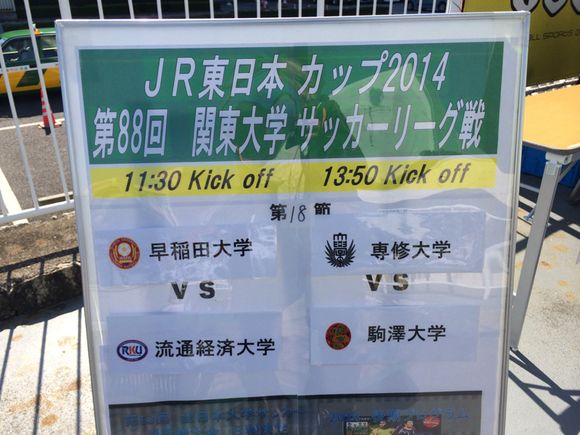 JR東日本 カップ2014
第88回 関東大学 サッカーリーグ戦
11:30 Kick off 13:50 Kick off
第18節
早稲田大学 専修大学
VS VS
RKU 流通経済大学 駒澤大学